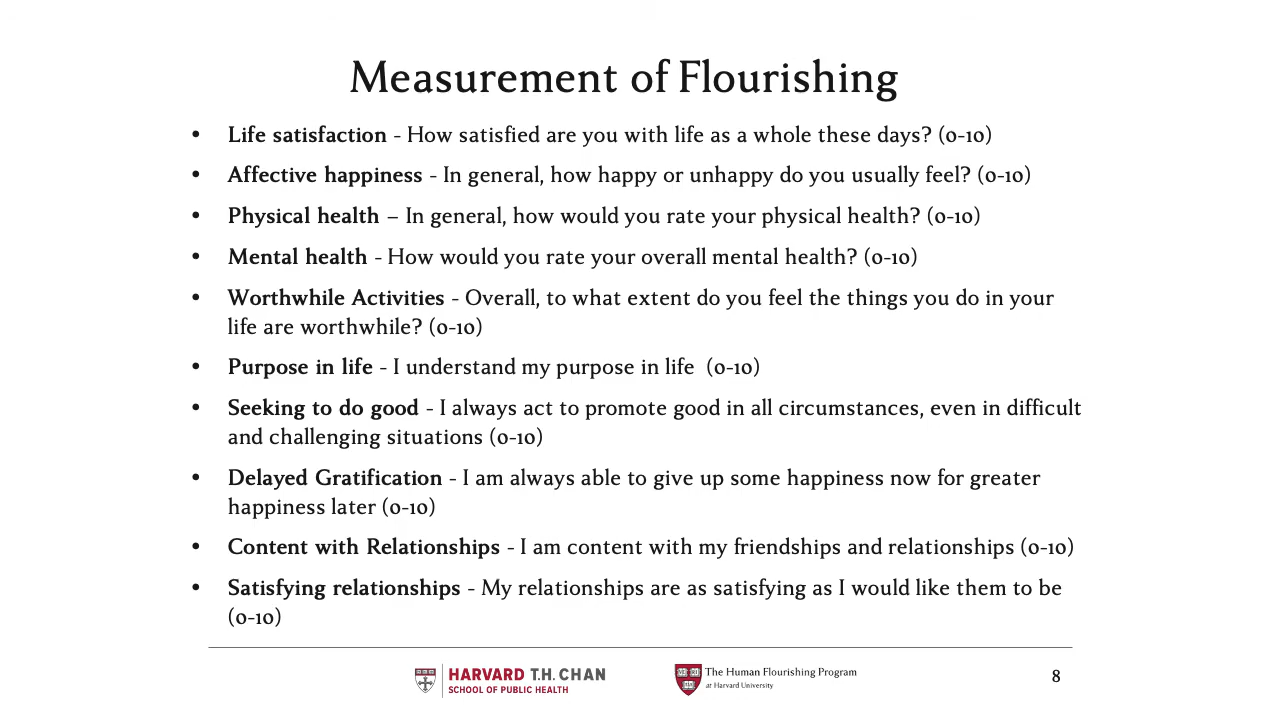 Measurement of Flourishing
• Life satisfaction - How satisfied are you with life as a whole these days? (0-10)
• Affective happiness - In general, how happy or unhappy do you usually feel? (0-10)
• Physical health – In general, how would you rate your physical health? (0-10)
• Mental health - How would you rate your overall mental health? (0-10)
• Worthwhile Activities - Overall, to what extent do you feel the things you do in your
life are worthwhile? (0-10)
• Purpose in life - I understand my purpose in life (0-10)
• Seeking to do good - I always act to promote good in all circumstances, even in difficult
and challenging situations (0-10)
• Delayed Gratification - I am always able to give up some happiness now for greater
happiness later (0-10)
• Content with Relationships - I am content with my friendships and relationships (0-10)
• Satisfying relationships - My relationships are as satisfying as I would like them to be
(0-10)
HARVARD T.H. CHAN
SCHOOL OF PUBLIC HEALTH
The Human Flourishing Program
at Harvard University
8